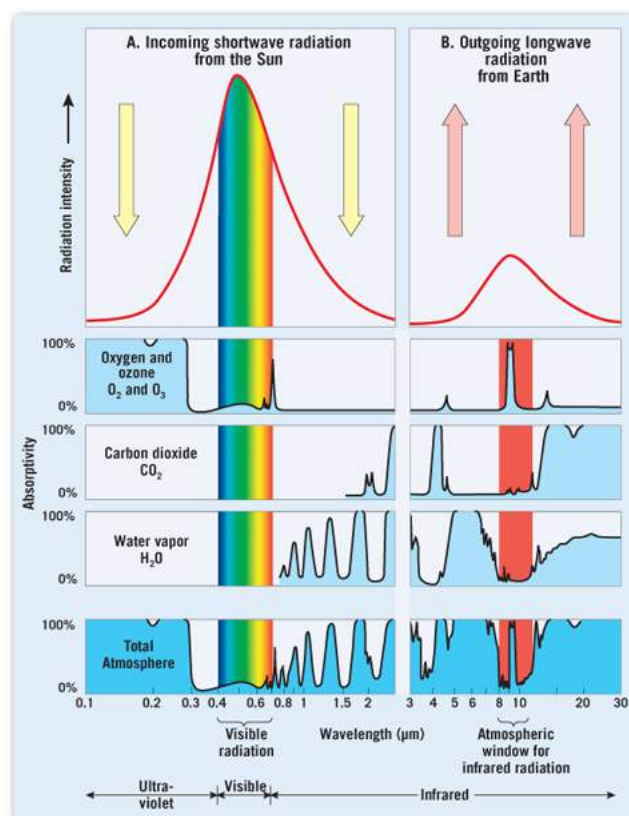 A. Incoming shortwave radiation
from the Sun
B. Outgoing longwave
radiation
from Earth
Radiation intensity
100%
Oxygen and
ozone
O₂ and O₃
0%
Absorptivity
100%
Carbon dioxide
CO₂
0%
100%
Water vapor
H₂O
0%
100%
Total
Atmosphere
0%
0.1 0.2 0.3 0.4 0.6 0.8 1 1.5 2 3 4 5 6 8 10 20 30
Visible
radiation
Wavelength (μm)
Atmospheric
window for
infrared radiation
Ultra-
violet
Visible
Infrared